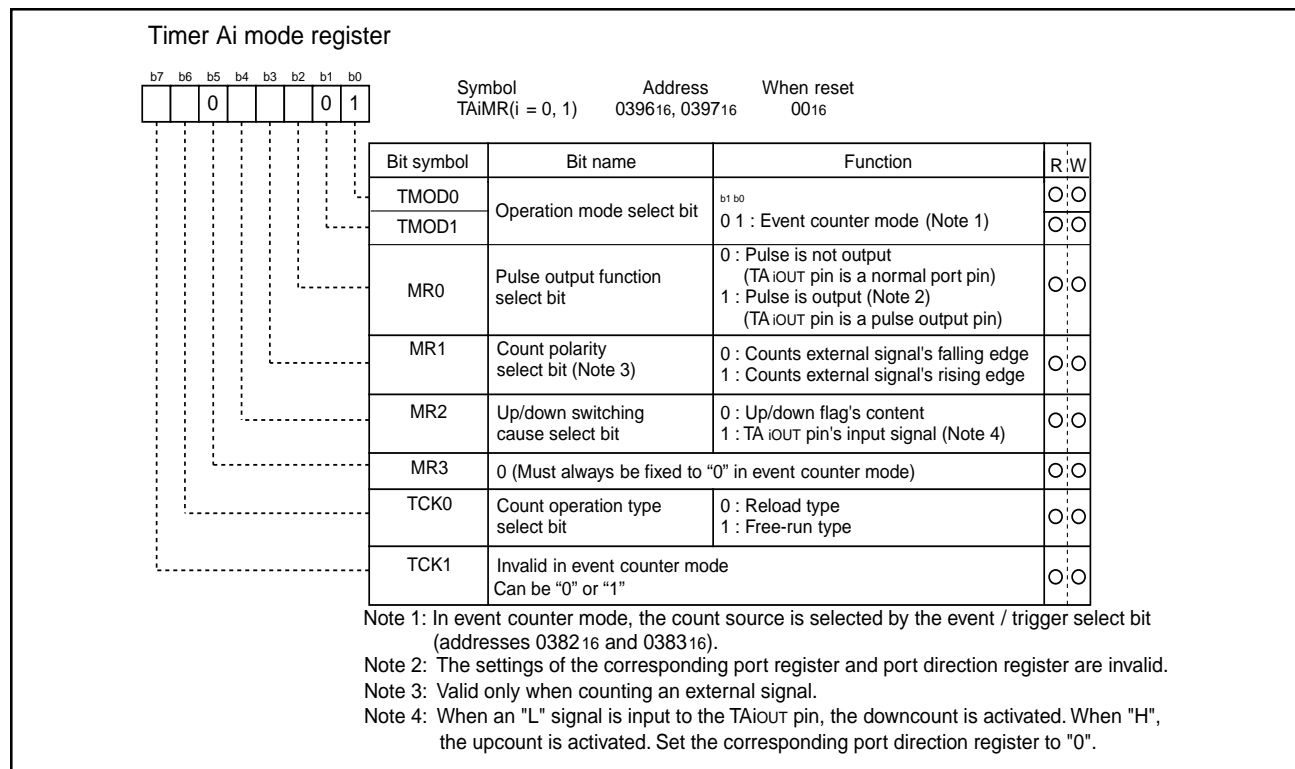 Timer Ai mode register
b7 b6 b5 b4 b3 b2 b1 b0
0 0 1
Symbol Address When reset
TAiMR(i = 0, 1) 039616, 039716 0016
Bit symbol Bit name Function R W
TMOD0
TMOD1
Operation mode select bit
b1 b0
0 1 : Event counter mode (Note 1)
MR0
Pulse output function
select bit
0 : Pulse is not output
(TAiOUT pin is a normal port pin)
1 : Pulse is output (Note 2)
(TAiOUT pin is a pulse output pin)
MR1
Count polarity
select bit (Note 3)
0 : Counts external signal's falling edge
1 : Counts external signal's rising edge
MR2
Up/down switching
cause select bit
0 : Up/down flag's content
1 : TAiOUT pin's input signal (Note 4)
MR3
0 (Must always be fixed to “0” in event counter mode)
TCK0
Count operation type
select bit
0 : Reload type
1 : Free-run type
TCK1
Invalid in event counter mode
Can be “0” or “1”
Note 1: In event counter mode, the count source is selected by the event / trigger select bit
(addresses 038216 and 038316).
Note 2: The settings of the corresponding port register and port direction register are invalid.
Note 3: Valid only when counting an external signal.
Note 4: When an "L" signal is input to the TAiOUT pin, the downcount is activated. When "H",
the upcount is activated. Set the corresponding port direction register to "0".